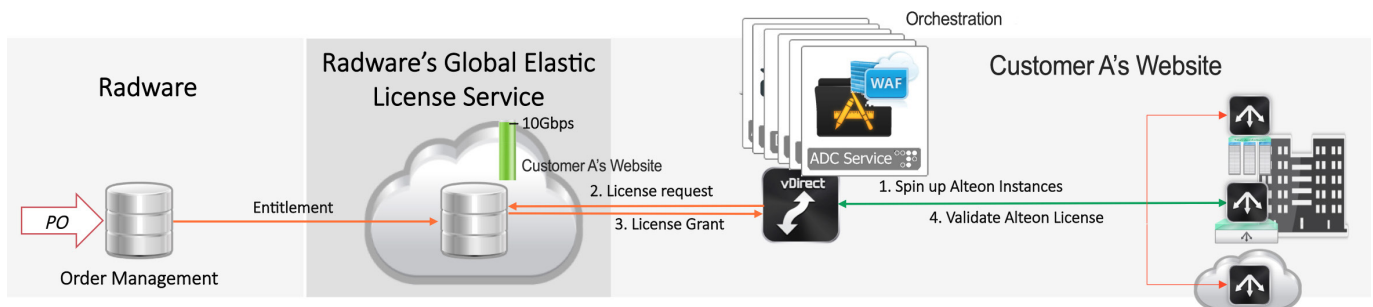 Orchestration
Radware
Radware's Global Elastic
License Service
Customer A's Website
10Gbps
Customer A's Website
WAF
ADC Service
vDirect
PO
Entitlement
2. License request
3. License Grant
1. Spin up Alteon Instances
4. Validate Alteon License
Order Management